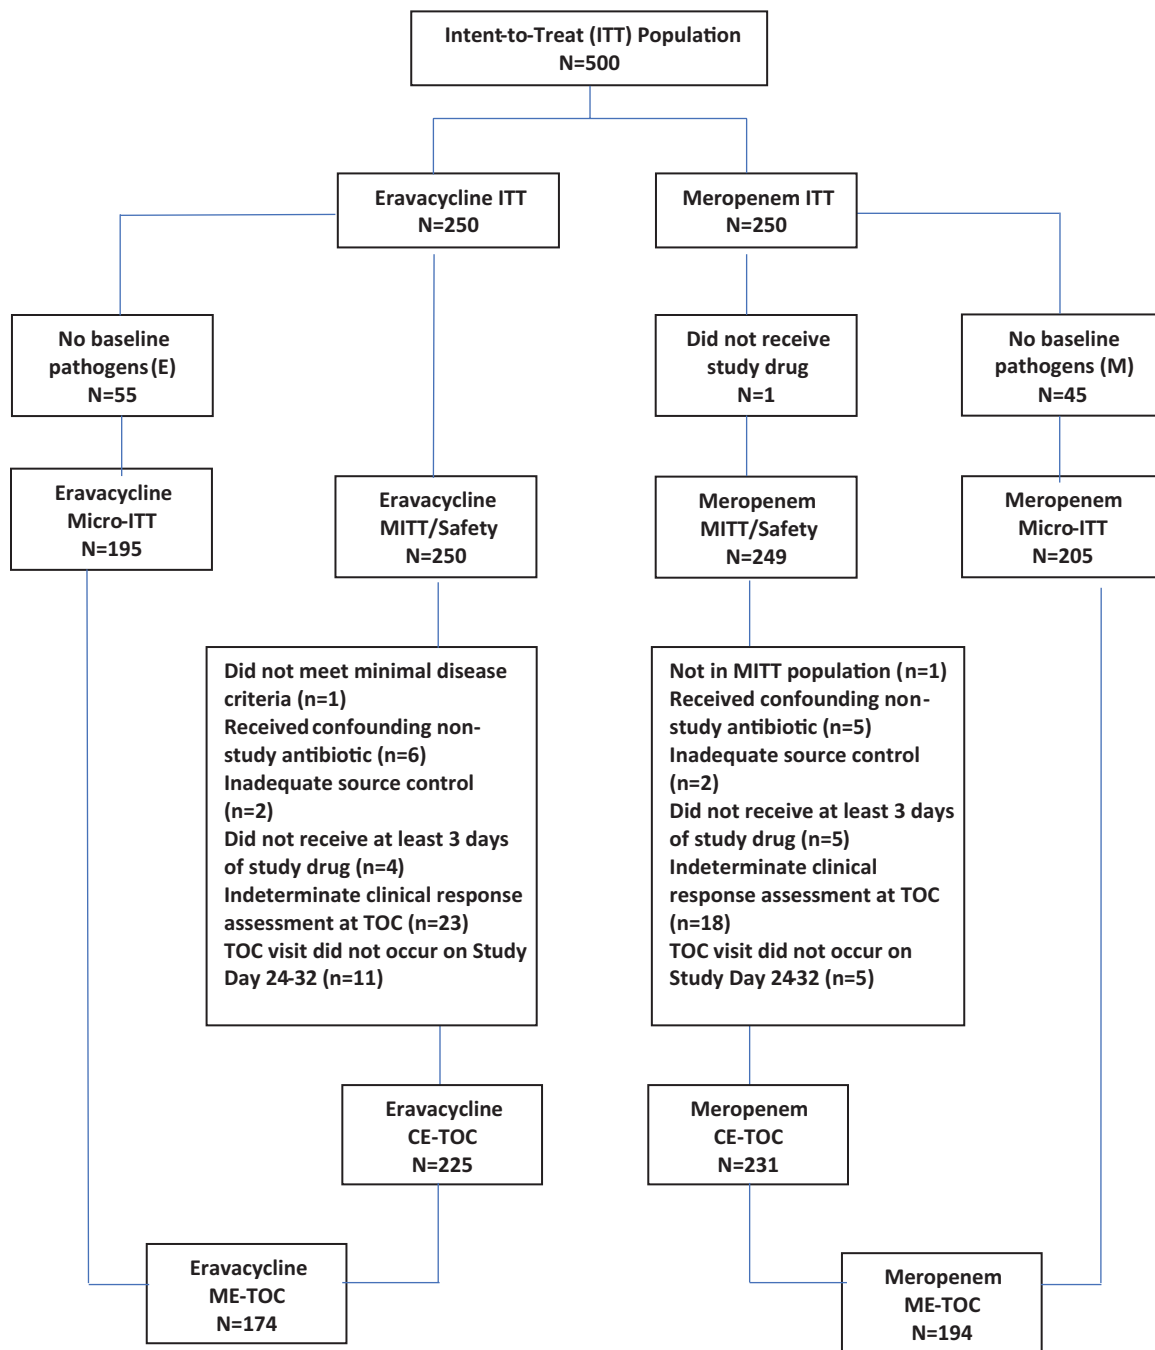 Intent-to-Treat (ITT) Population
N=500
Eravacycline ITT
N=250
Meropenem ITT
N=250
No baseline
pathogens (E)
N=55
Did not receive
study drug
N=1
No baseline
pathogens (M)
N=45
Eravacycline
Micro-ITT
N=195
Eravacycline
MITT/Safety
N=250
Meropenem
MITT/Safety
N=249
Meropenem
Micro-ITT
N=205
Did not meet minimal disease
criteria (n=1)
Received confounding non-
study antibiotic (n=6)
Inadequate source control
(n=2)
Did not receive at least 3 days
of study drug (n=4)
Indeterminate clinical response
assessment at TOC (n=23)
TOC visit did not occur on Study
Day 24-32 (n=11)
Not in MITT population (n=1)
Received confounding non-
study antibiotic (n=5)
Inadequate source control
(n=2)
Did not receive at least 3 days
of study drug (n=5)
Indeterminate clinical
response assessment at TOC
(n=18)
TOC visit did not occur on
Study Day 24-32 (n=5)
Eravacycline
CE-TOC
N=225
Meropenem
CE-TOC
N=231
Eravacycline
ME-TOC
N=174
Meropenem
ME-TOC
N=194